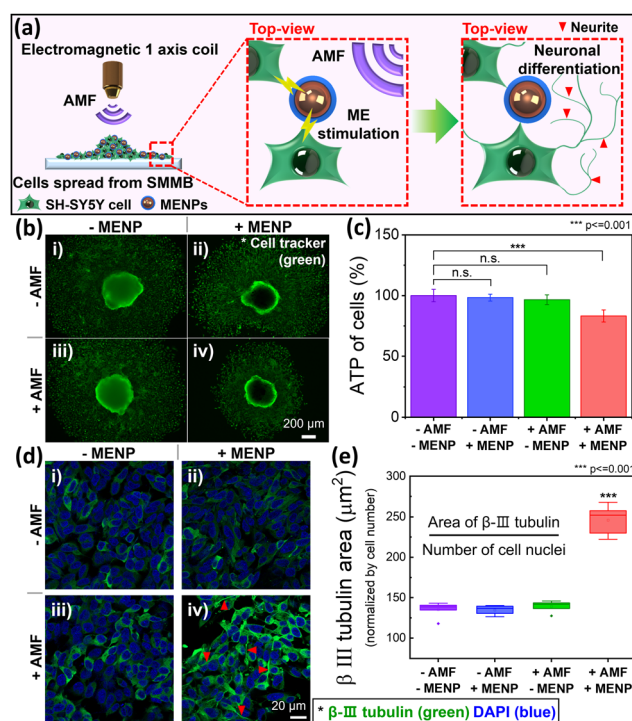 (a)
Electromagnetic 1 axis coil
AMF
Cells spread from SMMB
SH-SY5Y cell MENPs
Top-view
AMF
ME
stimulation
Top-view
Neurite
Neuronal
differentiation
(b)
- MENP + MENP
- AMF
+ AMF
i)
ii)
* Cell tracker
(green)
iii)
iv)
200 μm
(c)
*** p<=0.001
ATP of cells (%)
150
100
50
0
***
n.s.
n.s.
- AMF - AMF + AMF + AMF
- MENP + MENP - MENP + MENP
(d)
- MENP + MENP
- AMF
+ AMF
i)
ii)
iii)
iv)
20 μm
(e)
*** p<=0.001
β III tubulin area (μm²)
(normalized by cell number)
300
250
200
150
100
***
Area of β-III tubulin
Number of cell nuclei
- AMF - AMF + AMF + AMF
- MENP + MENP - MENP + MENP
* β-III tubulin (green) DAPI (blue)